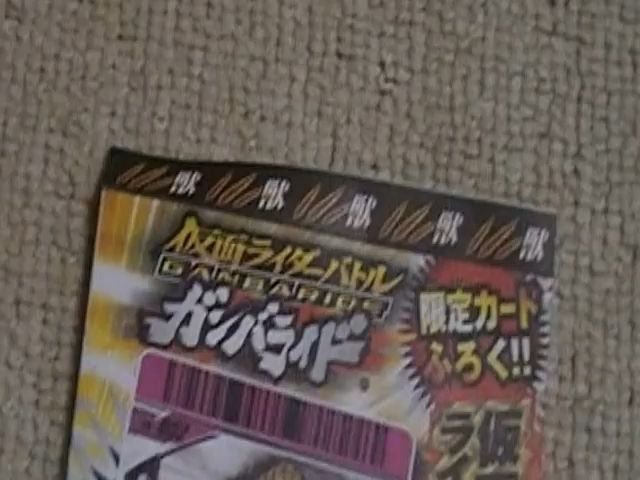 獣 獣 獣 獣 獣
仮面ライダーバトル
GANBARIDE
ガンバライド
限定カード
ふろく!!
仮
ライ